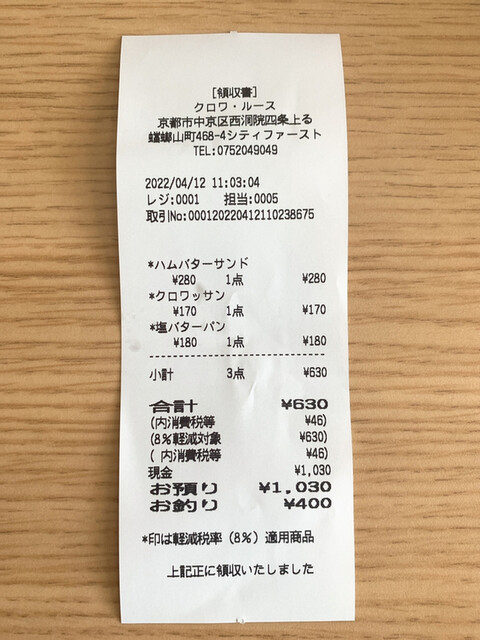 [領収書]
クロワ・ルース
京都市中京区西洞院四条上る
蟷螂山町468-4シティファースト
TEL:0752049049
2022/04/12 11:03:04
レジ:0001 担当:0005
取引No:000120220412110238675
*ハムバターサンド
¥280 1点 ¥280
*クロワッサン
¥170 1点 ¥170
*塩バターパン
¥180 1点 ¥180
小計 3点 ¥630
合計 ¥630
(内消費税等 ¥46)
(8%軽減対象 ¥630)
( 内消費税等 ¥46)
現金 ¥1,030
お預り ¥1,030
お釣り ¥400
*印は軽減税率(8%)適用商品
上記正に領収いたしました